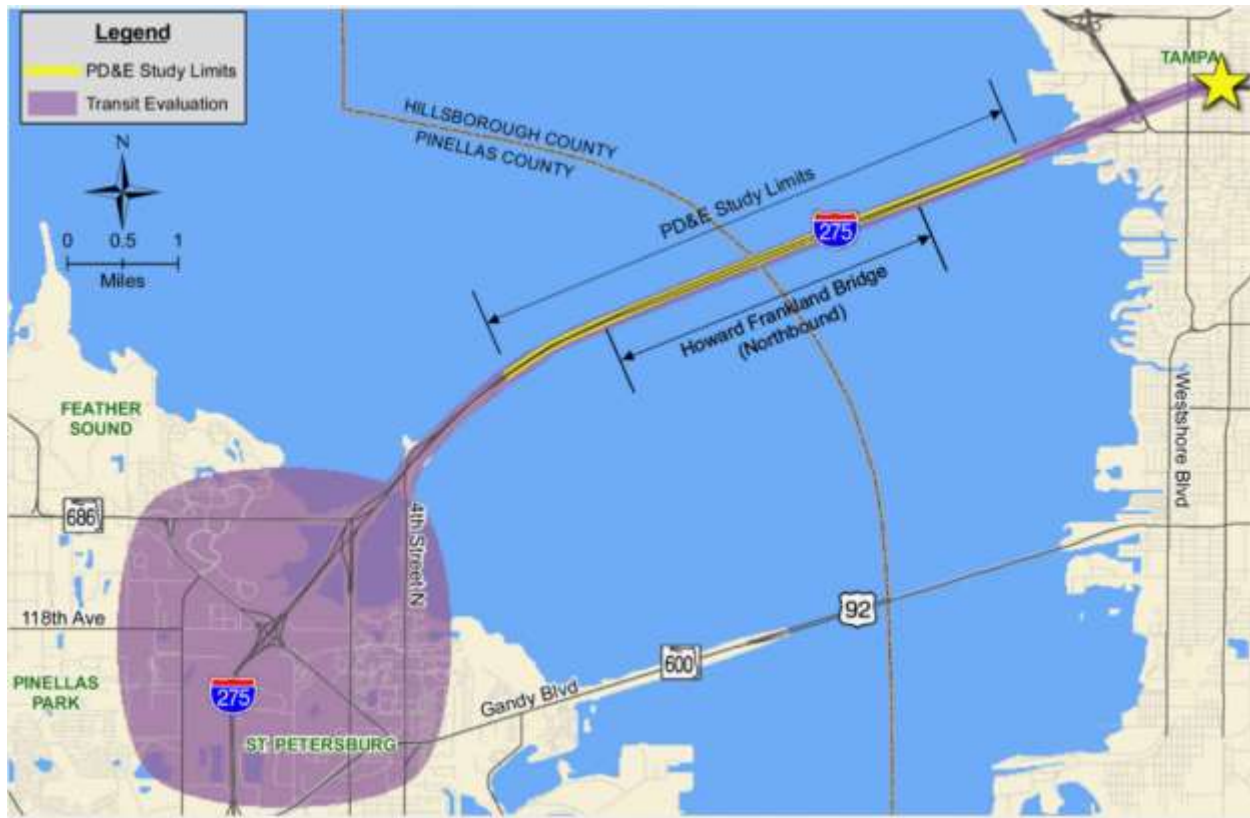 Legend
PD&E Study Limits
Transit Evaluation
N
0 0.5 1
Miles
HILLSBOROUGH COUNTY
PINELLAS COUNTY
TAMPA
PD&E Study Limits
275
Howard Frankland Bridge
(Northbound)
Westshore Blvd
FEATHER
SOUND
686
4th Street N
118th Ave
92
600
PINELLAS
PARK
275
Gandy Blvd
ST PETERSBURG